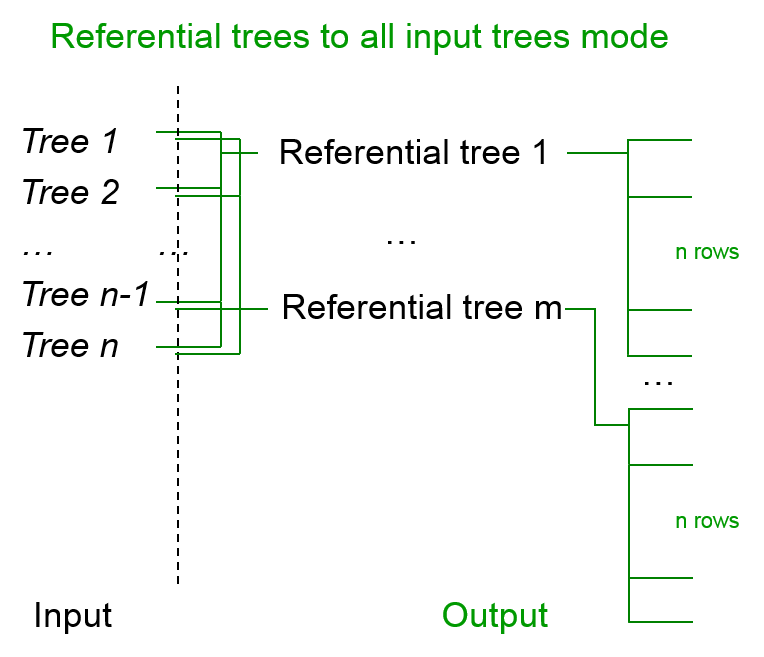 Referential trees to all input trees mode
Tree 1
Referential tree 1
Tree 2
... ... ...
n rows
Tree n-1
Referential tree m
Tree n
...
n rows
Input
Output